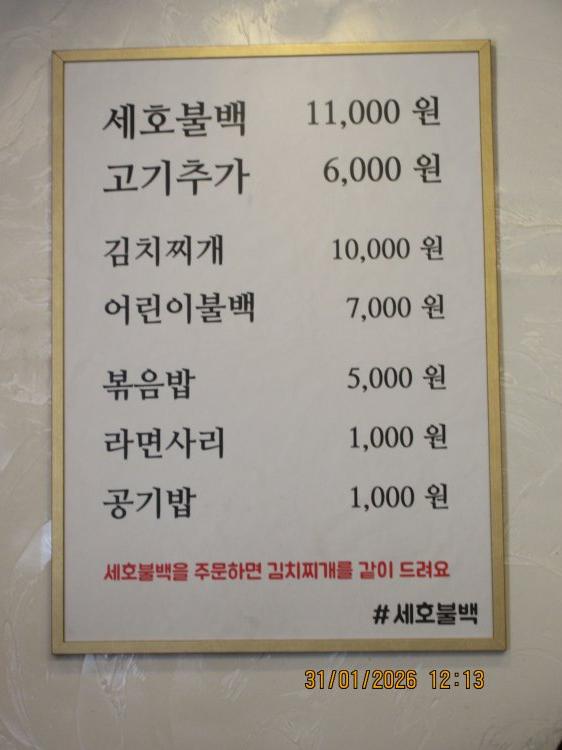 세호불백 11,000 원
고기추가 6,000 원
김치찌개 10,000 원
어린이불백 7,000 원
볶음밥 5,000 원
라면사리 1,000 원
공기밥 1,000 원
세호불백을 주문하면 김치찌개를 같이 드려요
#세호불백
31/01/2026 12:13